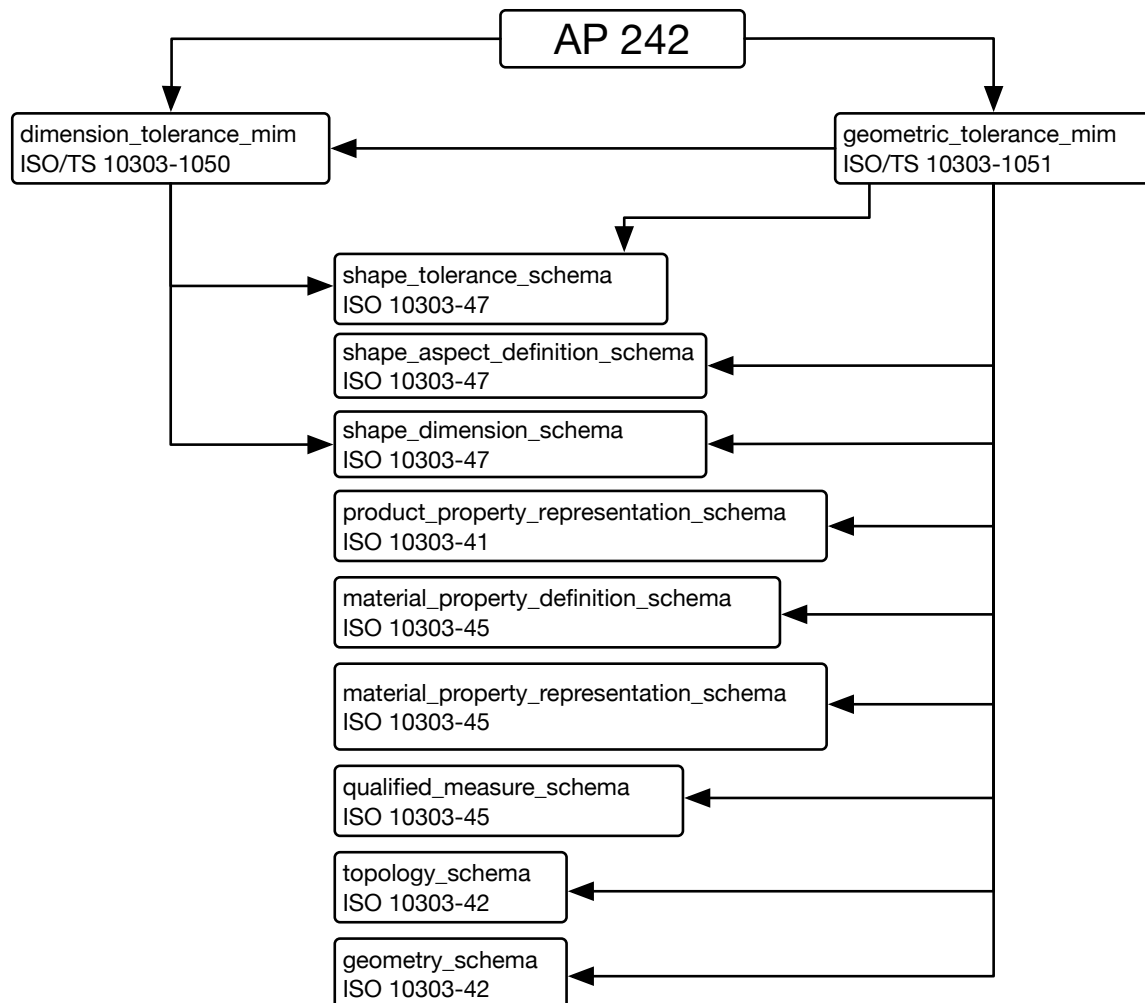 AP 242
dimension_tolerance_mim
ISO/TS 10303-1050
geometric_tolerance_mim
ISO/TS 10303-1051
shape_tolerance_schema
ISO 10303-47
shape_aspect_definition_schema
ISO 10303-47
shape_dimension_schema
ISO 10303-47
product_property_representation_schema
ISO 10303-41
material_property_definition_schema
ISO 10303-45
material_property_representation_schema
ISO 10303-45
qualified_measure_schema
ISO 10303-45
topology_schema
ISO 10303-42
geometry_schema
ISO 10303-42